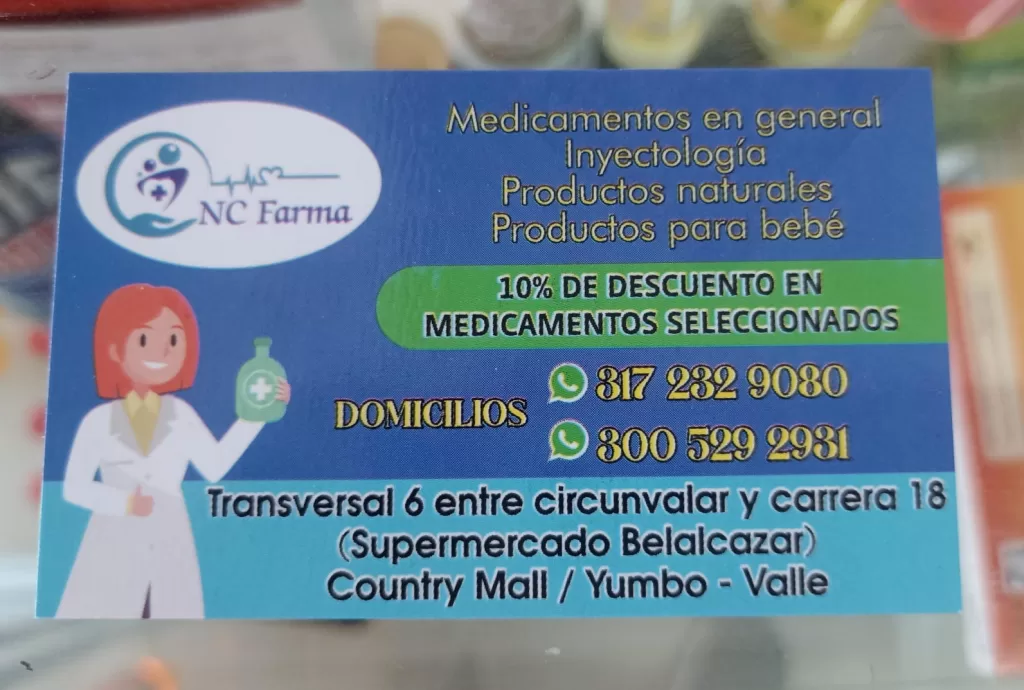 NC Farma
Medicamentos en general
Inyectología
Productos naturales
Productos para bebé
10% DE DESCUENTO EN
MEDICAMENTOS SELECCIONADOS
DOMICILIOS
317 232 9080
300 529 2931
Transversal 6 entre circunvalar y carrera 18
(Supermercado Belalcazar)
Country Mall / Yumbo - Valle